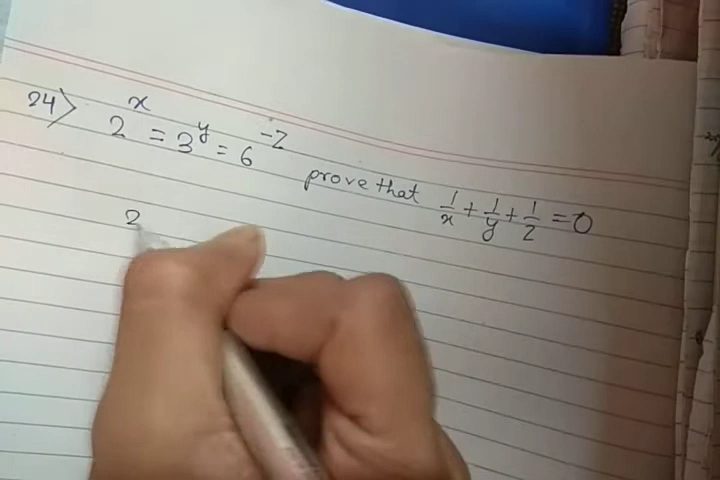 24> 2^x = 3^y = 6^-z prove that 1/x + 1/y + 1/z = 0
2